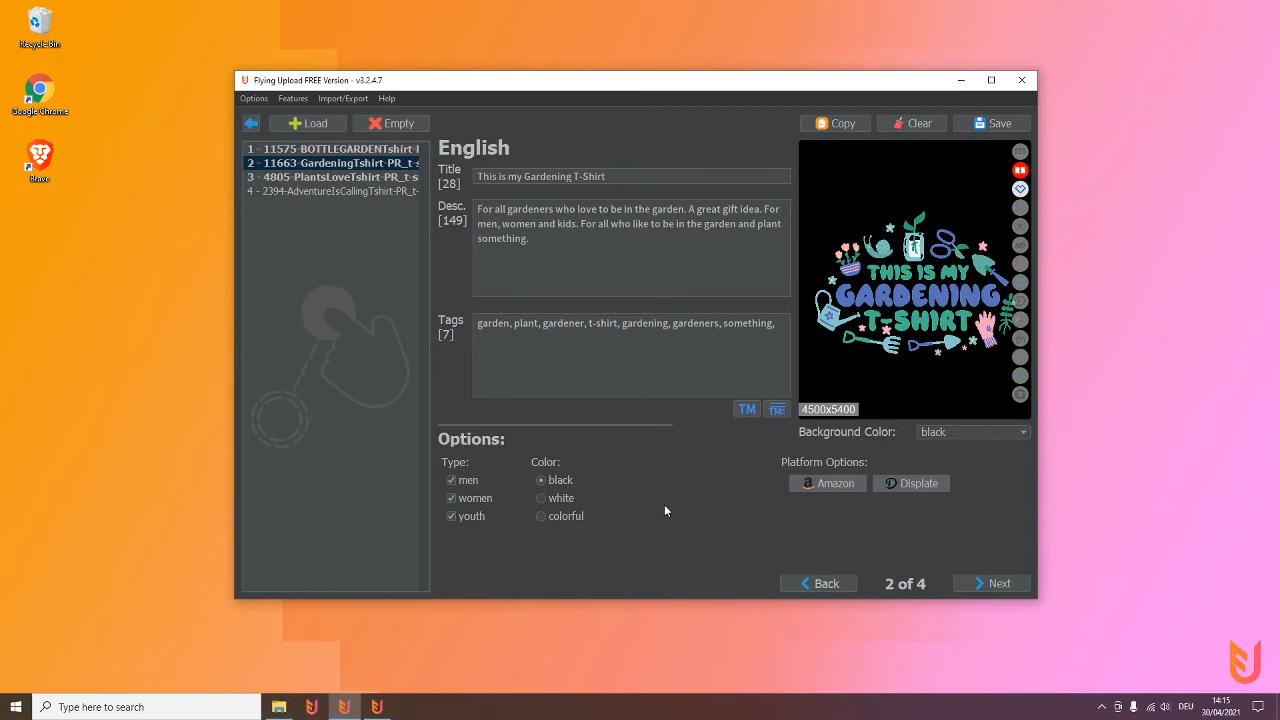 Recycle Bin
Google Chrome
Brave
Flying Upload FREE Version - v3.2.4.7
Options Features Import/Export Help
Load Empty Copy Clear Save
1 - 11575-BOTTLEGARDENTshirt-
2 - 11663-GardeningTshirt-PR_t-s
3 - 4805-PlantsLoveTshirt-PR_t-s
4 - 2394-AdventureIsCallingTshirt-PR_t-
English
Title
[28]
This is my Gardening T-Shirt
Desc.
[149]
For all gardeners who love to be in the garden. A great gift idea. For
men, women and kids. For all who like to be in the garden and plant
something.
Tags
[7]
garden, plant, gardener, t-shirt, gardening, gardeners, something,
TM TM
THIS IS MY
GARDENING
T-SHIRT
4500x5400
Background Color: black
Options:
Type: Color:
men black
women white
youth colorful
Platform Options:
Amazon Displate
Back 2 of 4 Next
Type here to search
DEU
14:15
30/04/2021